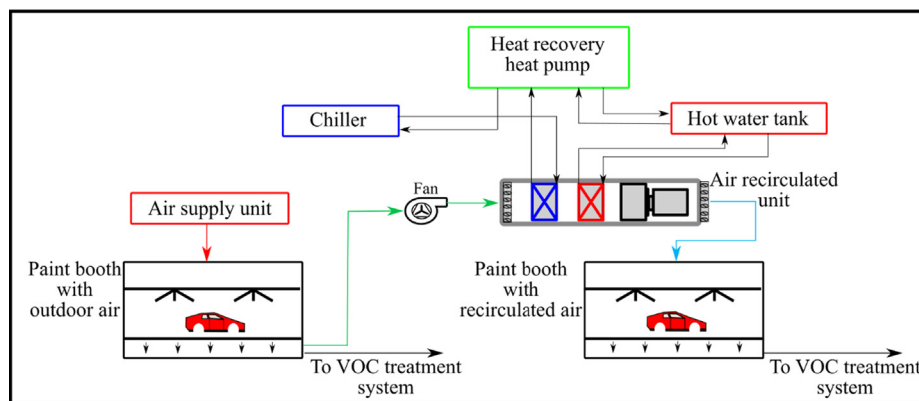 Heat recovery
heat pump
Chiller
Hot water tank
Air supply unit
Fan
Air recirculated
unit
Paint booth
with
outdoor air
Paint booth
with
recirculated air
To VOC treatment
system
To VOC treatment
system